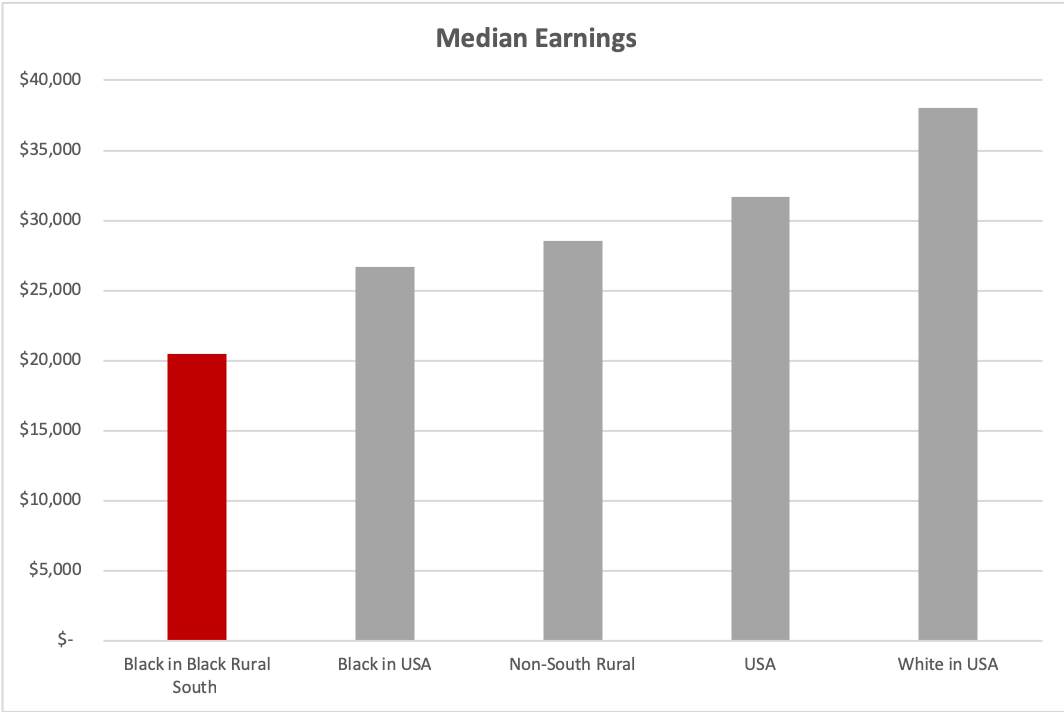 Median Earnings
$40,000
$35,000
$30,000
$25,000
$20,000
$15,000
$10,000
$5,000
$-
Black in Black Rural
South
Black in USA
Non-South Rural
USA
White in USA